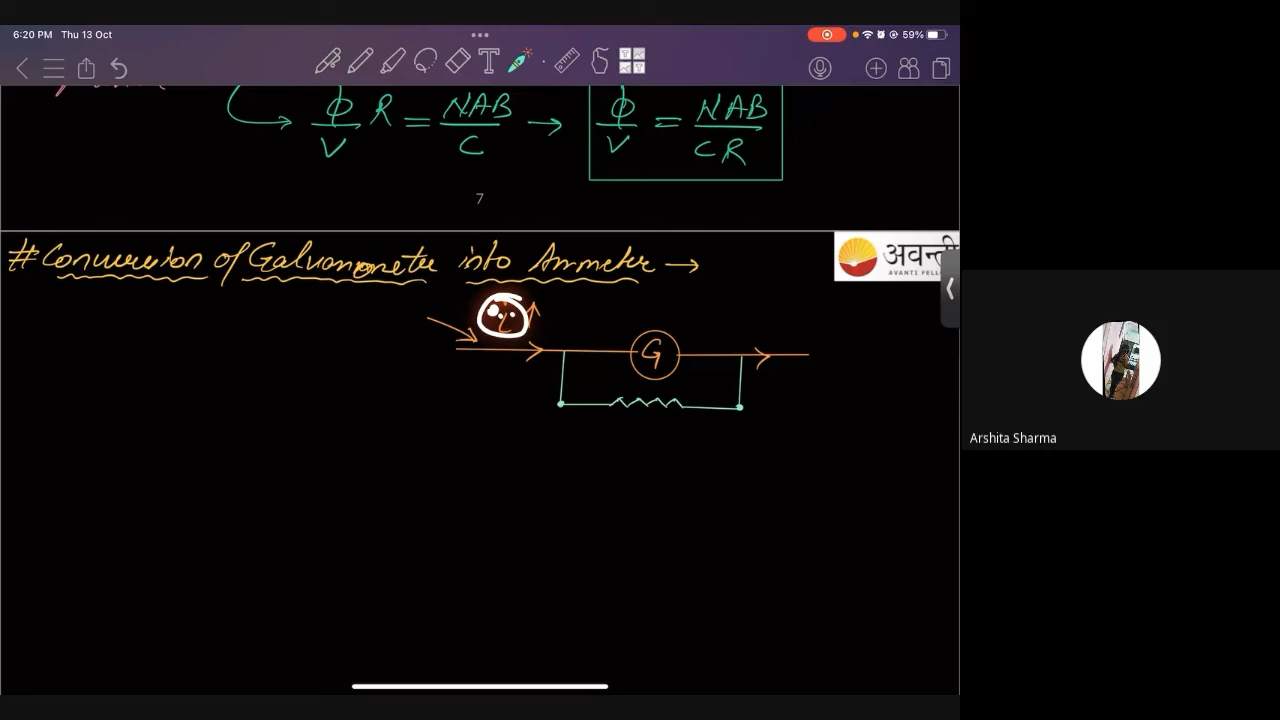 6:20 PM Thu 13 Oct
59%
Φ/V R = NAB/C → Φ/V = NAB/CR
7
# Conversion of Galvanometer into Ammeter →
अवन्ती
AVANTI FELL
i ↑
G
Arshita Sharma